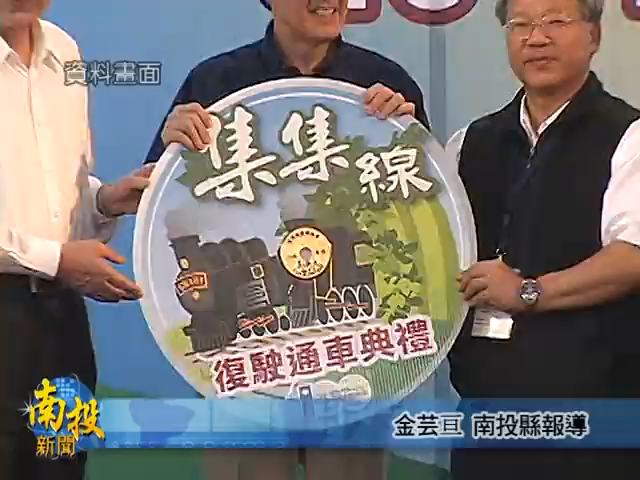 資料畫面
集集線
復駛通車典禮
南投
新聞
金芸亘 南投縣報導